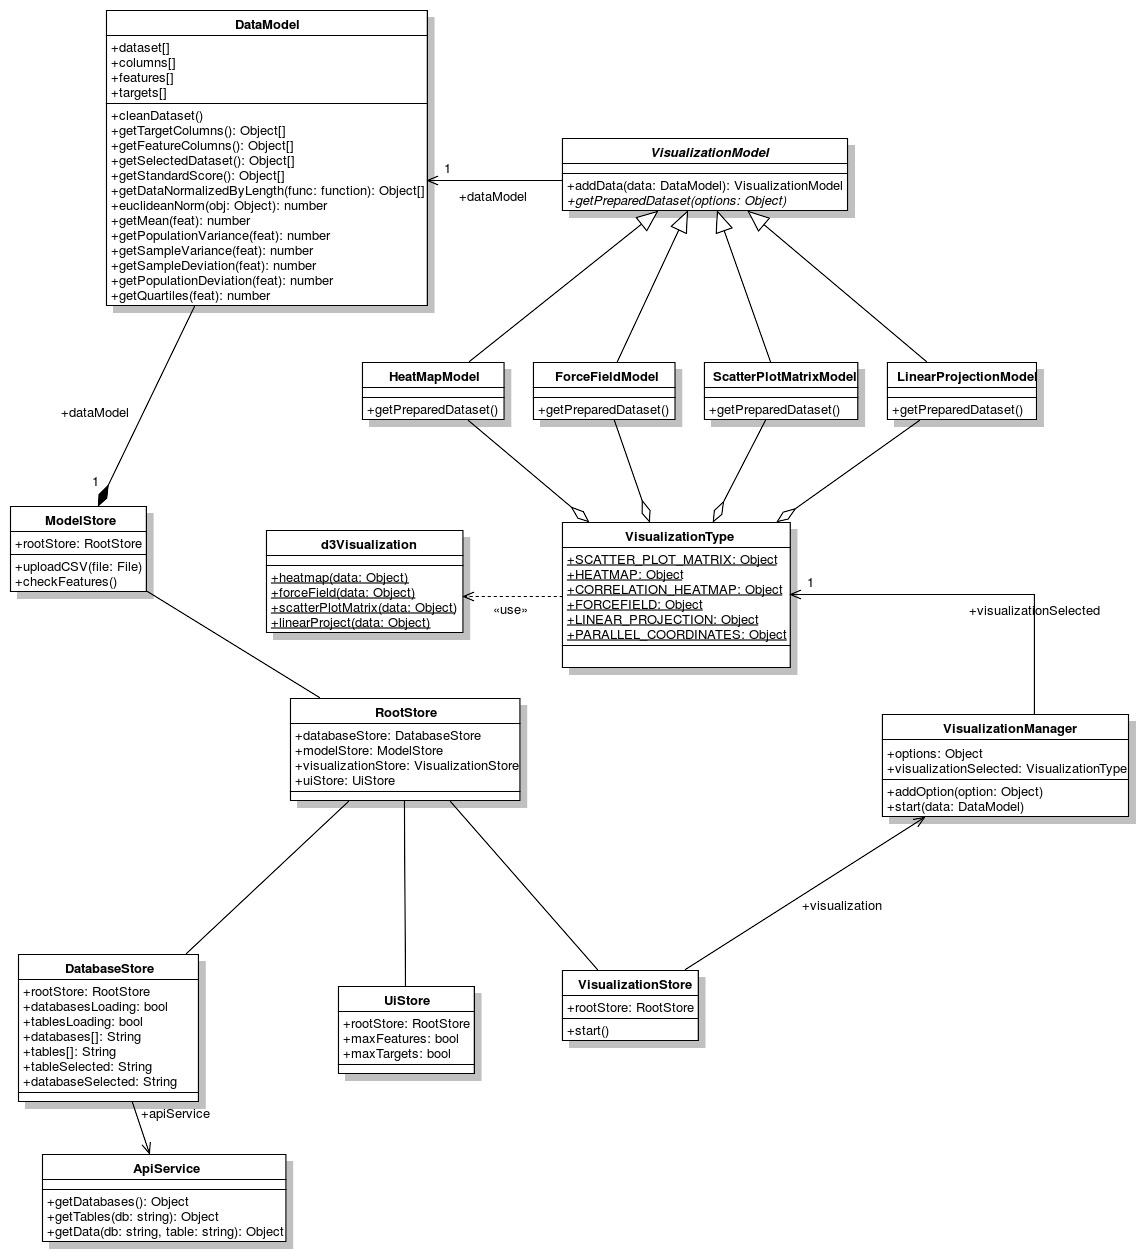 DataModel
+dataset[]
+columns[]
+features[]
+targets[]
+cleanDataset()
+getTargetColumns(): Object[]
+getFeatureColumns(): Object[]
+getSelectedDataset(): Object[]
+getStandardScore(): Object[]
+getDataNormalizedByLength(func: function): Object[]
+euclideanNorm(obj: Object): number
+getMean(feat): number
+getPopulationVariance(feat): number
+getSampleVariance(feat): number
+getSampleDeviation(feat): number
+getPopulationDeviation(feat): number
+getQuartiles(feat): number
1
+dataModel
VisualizationModel
+addData(data: DataModel): VisualizationModel
+getPreparedDataset(options: Object)
HeatMapModel
+getPreparedDataset()
ForceFieldModel
+getPreparedDataset()
ScatterPlotMatrixModel
+getPreparedDataset()
LinearProjectionModel
+getPreparedDataset()
+dataModel
1
ModelStore
+rootStore: RootStore
+uploadCSV(file: File)
+checkFeatures()
d3Visualization
+heatmap(data: Object)
+forceField(data: Object)
+scatterPlotMatrix(data: Object)
+linearProject(data: Object)
«use»
VisualizationType
+SCATTER_PLOT_MATRIX: Object
+HEATMAP: Object
+CORRELATION_HEATMAP: Object
+FORCEFIELD: Object
+LINEAR_PROJECTION: Object
+PARALLEL_COORDINATES: Object
1
+visualizationSelected
RootStore
+databaseStore: DatabaseStore
+modelStore: ModelStore
+visualizationStore: VisualizationStore
+uiStore: UiStore
VisualizationManager
+options: Object
+visualizationSelected: VisualizationType
+addOption(option: Object)
+start(data: DataModel)
+visualization
DatabaseStore
+rootStore: RootStore
+databasesLoading: bool
+tablesLoading: bool
+databases[]: String
+tables[]: String
+tableSelected: String
+databaseSelected: String
UiStore
+rootStore: RootStore
+maxFeatures: bool
+maxTargets: bool
VisualizationStore
+rootStore: RootStore
+start()
+apiService
ApiService
+getDatabases(): Object
+getTables(db: string): Object
+getData(db: string, table: string): Object